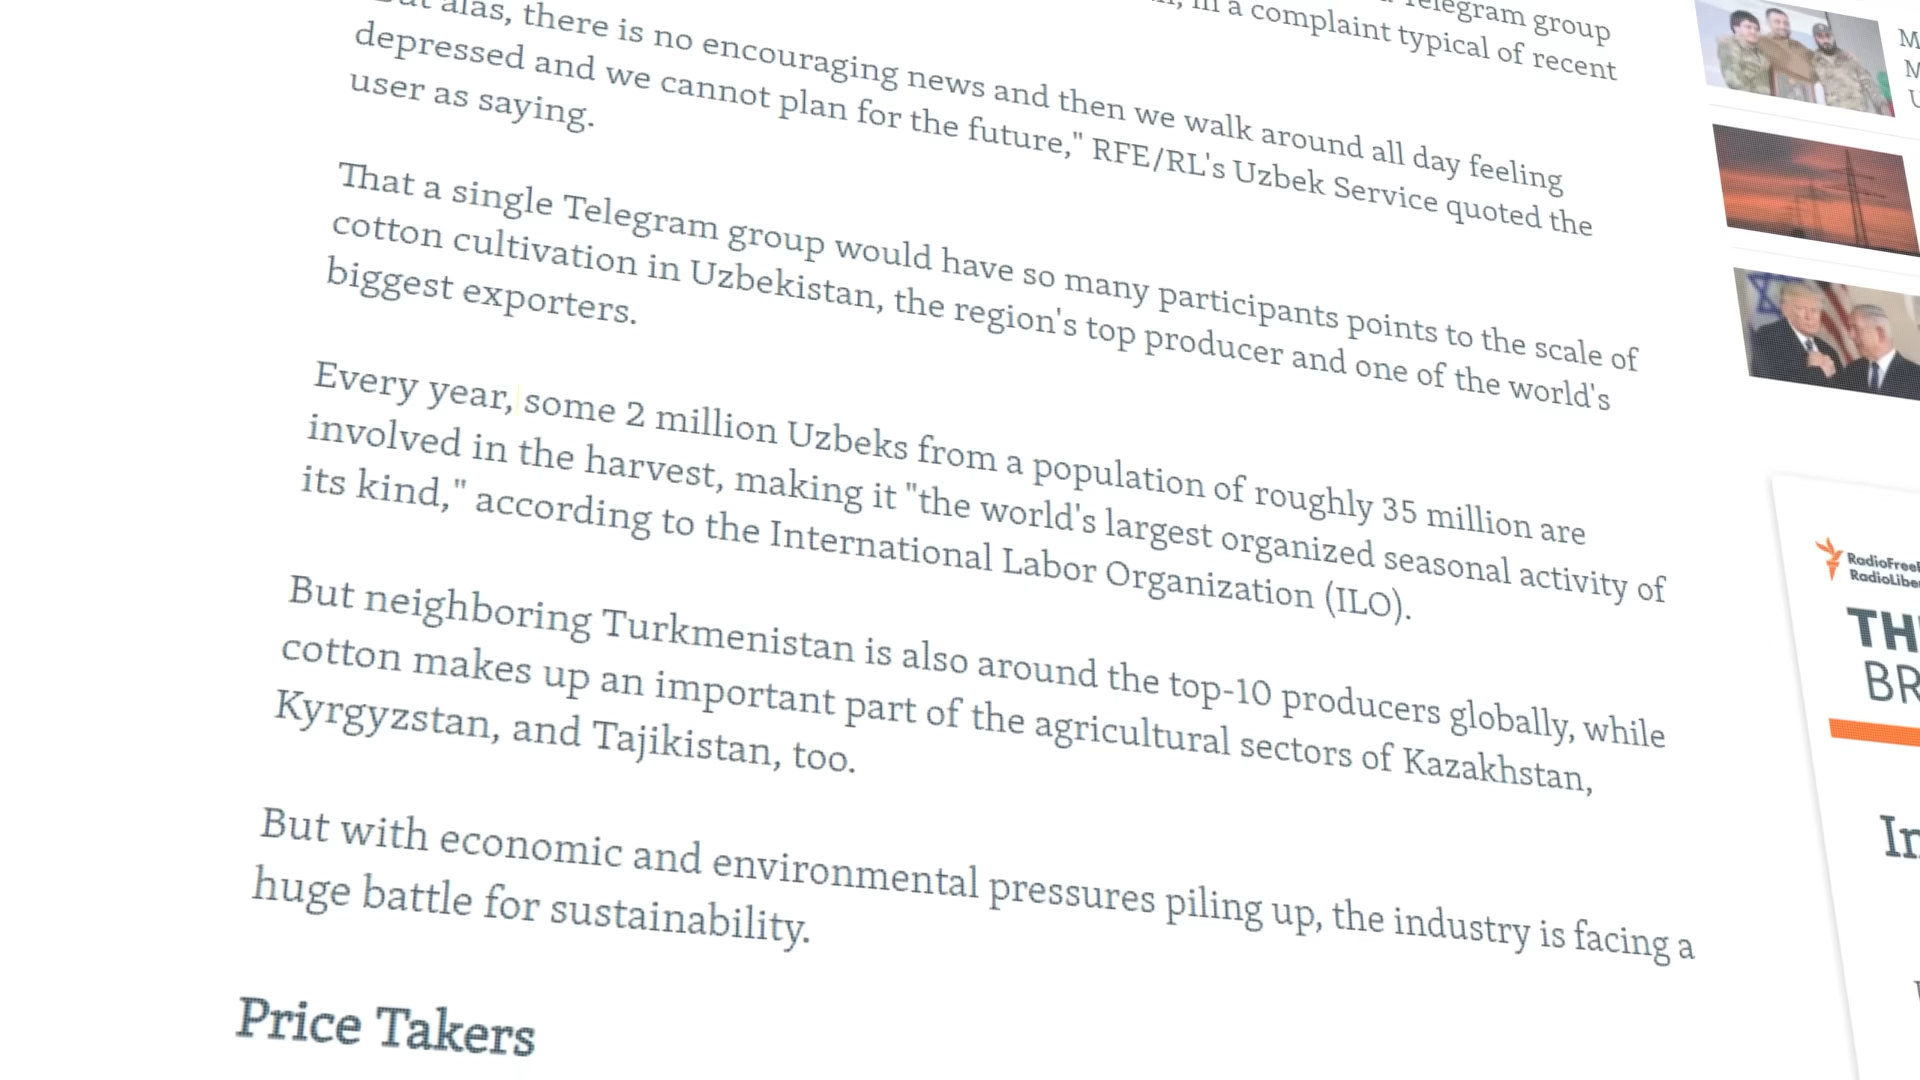 Telegram group
in a complaint typical of recent
alas, there is no encouraging news and then we walk around all day feeling
depressed and we cannot plan for the future," RFE/RL's Uzbek Service quoted the
user as saying.
That a single Telegram group would have so many participants points to the scale of
cotton cultivation in Uzbekistan, the region's top producer and one of the world's
biggest exporters.
Every year, some 2 million Uzbeks from a population of roughly 35 million are
involved in the harvest, making it "the world's largest organized seasonal activity of
its kind," according to the International Labor Organization (ILO).
But neighboring Turkmenistan is also around the top-10 producers globally, while
cotton makes up an important part of the agricultural sectors of Kazakhstan,
Kyrgyzstan, and Tajikistan, too.
But with economic and environmental pressures piling up, the industry is facing a
huge battle for sustainability.
Price Takers